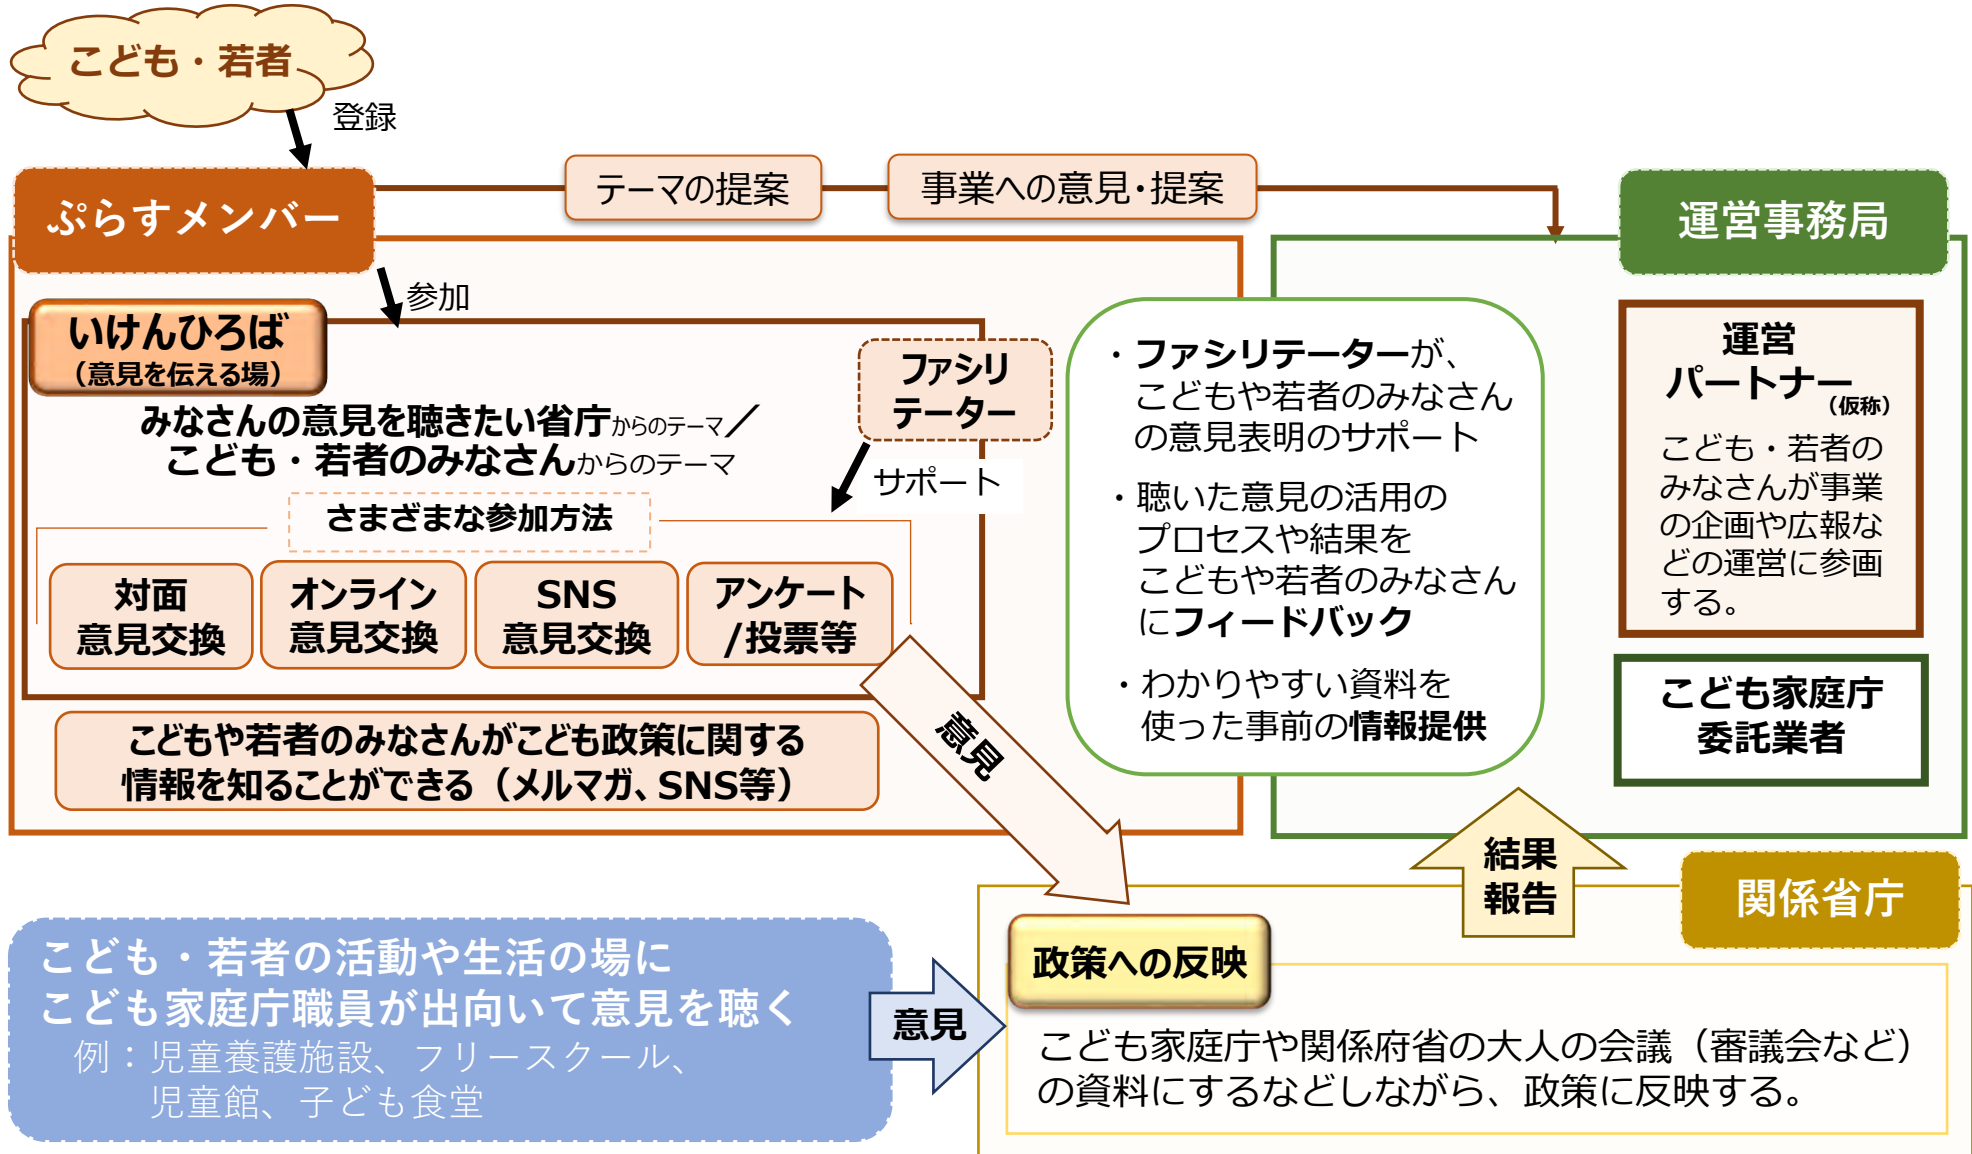 こども・若者
登録
ぷらすメンバー
テーマの提案
事業への意見・提案
運営事務局
参加
いけんひろば
（意見を伝える場）
みなさんの意見を聴きたい省庁からのテーマ／
こども・若者のみなさんからのテーマ
ファシリ
テーター
サポート
さまざまな参加方法
対面
意見交換
オンライン
意見交換
SNS
意見交換
アンケート
/投票等
こどもや若者のみなさんがこども政策に関する
情報を知ることができる（メルマガ、SNS等）
・ファシリテーターが、
こどもや若者のみなさん
の意見表明のサポート
・聴いた意見の活用の
プロセスや結果を
こどもや若者のみなさん
にフィードバック
・わかりやすい資料を
使った事前の情報提供
運営
パートナー（仮称）
こども・若者の
みなさんが事業
の企画や広報な
どの運営に参画
する。
こども家庭庁
委託業者
意見
結果
報告
関係省庁
こども・若者の活動や生活の場に
こども家庭庁職員が出向いて意見を聴く
例：児童養護施設、フリースクール、
児童館、子ども食堂
意見
政策への反映
こども家庭庁や関係府省の大人の会議（審議会など）
の資料にするなどしながら、政策に反映する。